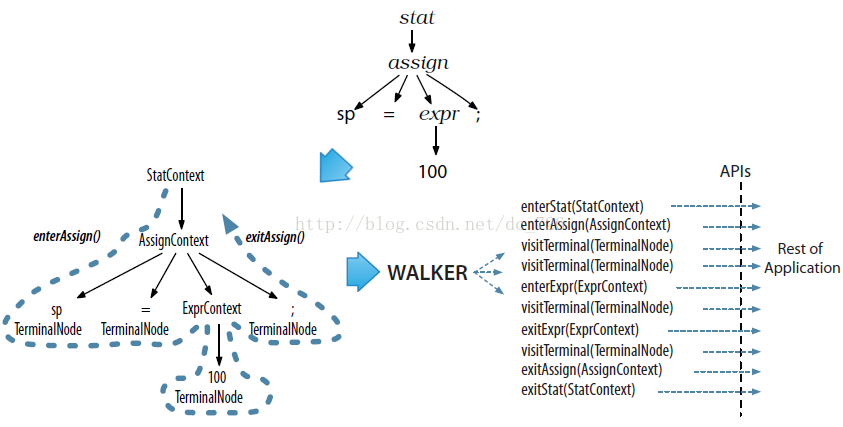 stat
assign
sp = expr ;
100
APIs
StatContext
enterAssign()
AssignContext
exitAssign()
sp = ExprContext ;
TerminalNode TerminalNode TerminalNode
100
TerminalNode
WALKER
enterStat(StatContext)
enterAssign(AssignContext)
visitTerminal(TerminalNode)
visitTerminal(TerminalNode)
enterExpr(ExprContext)
visitTerminal(TerminalNode)
exitExpr(ExprContext)
visitTerminal(TerminalNode)
exitAssign(AssignContext)
exitStat(StatContext)
Rest of
Application